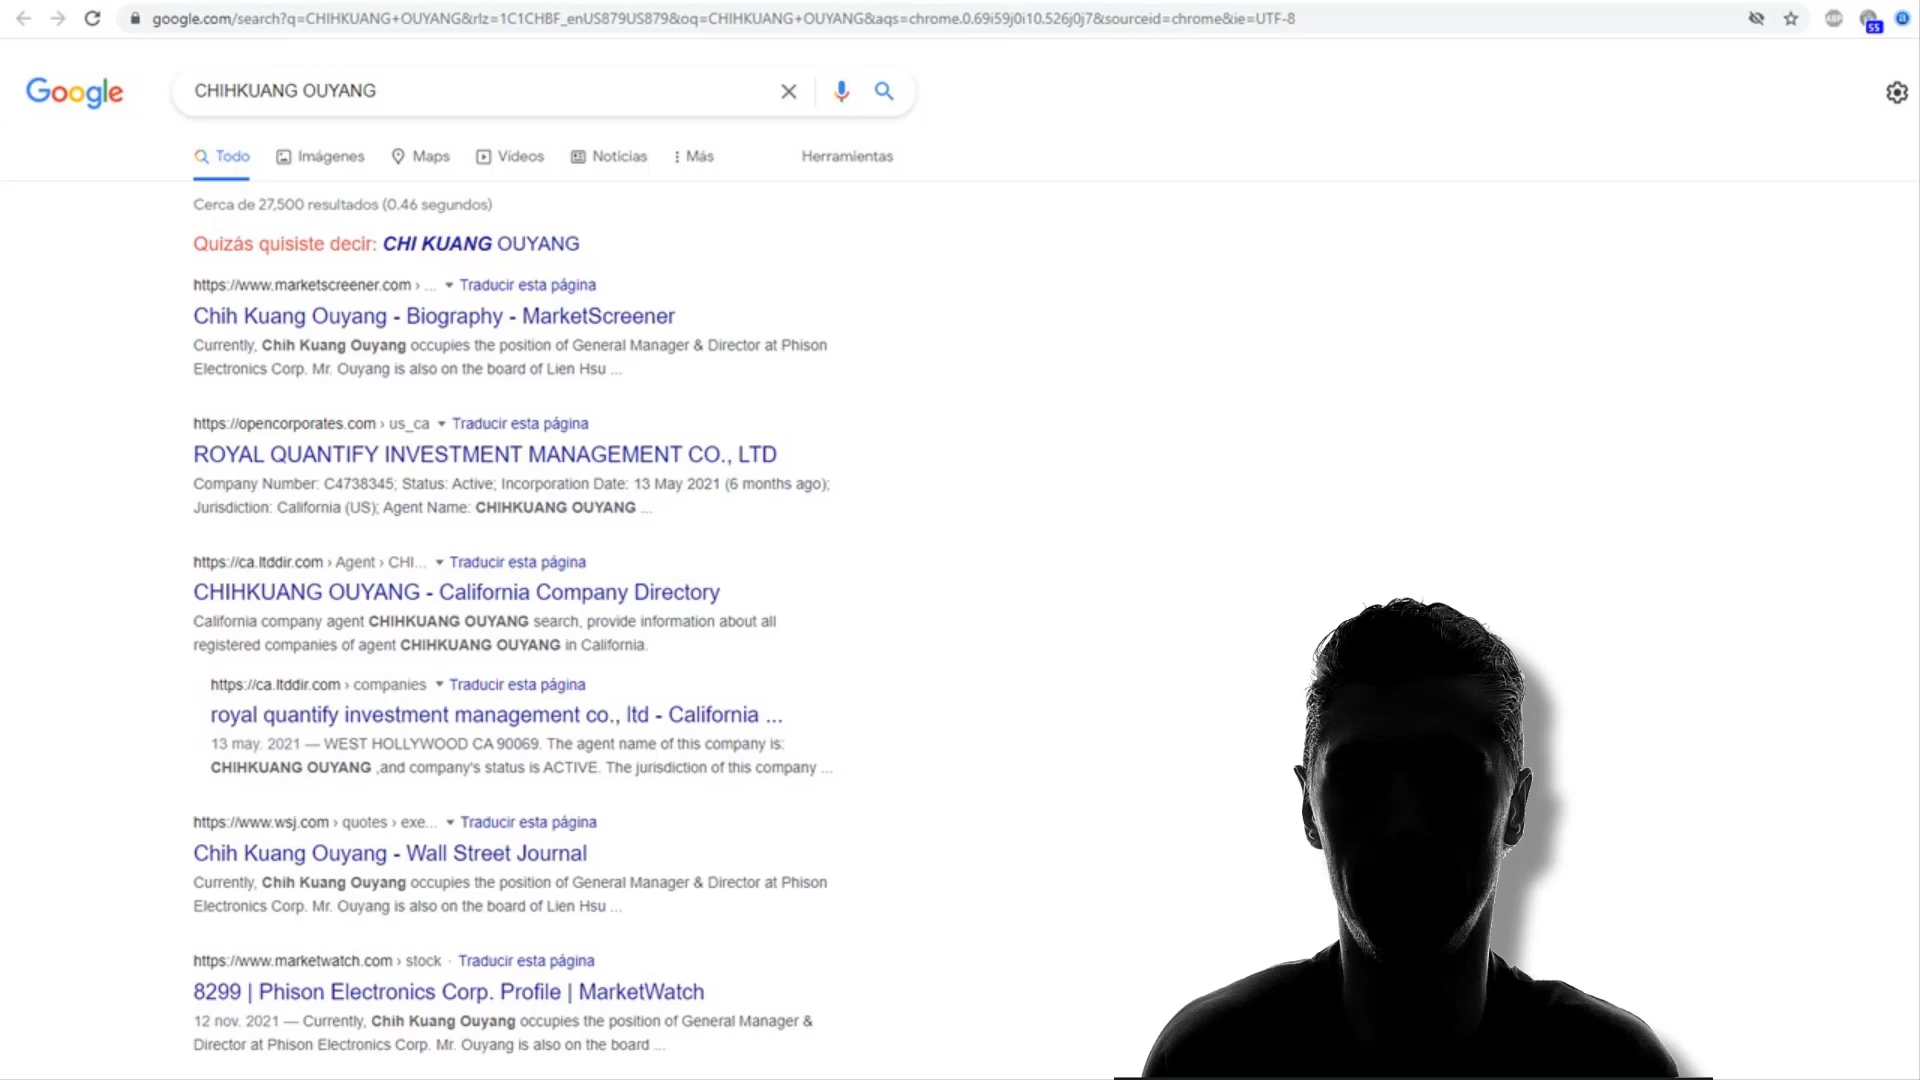 google.com/search?q=CHIHKUANG+OUYANG&rlz=1C1CHBF_enUS879US879&oq=CHIHKUANG+OUYANG&aqs=chrome.0.69i59j0i10.526j0j7&sourceid=chrome&ie=UTF-8
55
Google
CHIHKUANG OUYANG
Todo Imágenes Maps Vídeos Noticias Más Herramientas
Cerca de 27,500 resultados (0.46 segundos)
Quizás quisiste decir: CHI KUANG OUYANG
https://www.marketscreener.com › ... Traducir esta página
Chih Kuang Ouyang - Biography - MarketScreener
Currently, Chih Kuang Ouyang occupies the position of General Manager & Director at Phison
Electronics Corp. Mr. Ouyang is also on the board of Lien Hsu ...
https://opencorporates.com › us_ca Traducir esta página
ROYAL QUANTIFY INVESTMENT MANAGEMENT CO., LTD
Company Number: C4738345; Status: Active; Incorporation Date: 13 May 2021 (6 months ago);
Jurisdiction: California (US); Agent Name: CHIHKUANG OUYANG ...
https://ca.ltddir.com › Agent › CHI... Traducir esta página
CHIHKUANG OUYANG - California Company Directory
California company agent CHIHKUANG OUYANG search, provide information about all
registered companies of agent CHIHKUANG OUYANG in California.
https://ca.ltddir.com › companies Traducir esta página
royal quantify investment management co., ltd - California ...
13 may. 2021 — WEST HOLLYWOOD CA 90069. The agent name of this company is:
CHIHKUANG OUYANG ,and company's status is ACTIVE. The jurisdiction of this company ...
https://www.wsj.com › quotes › exe... Traducir esta página
Chih Kuang Ouyang - Wall Street Journal
Currently, Chih Kuang Ouyang occupies the position of General Manager & Director at Phison
Electronics Corp. Mr. Ouyang is also on the board of Lien Hsu ...
https://www.marketwatch.com › stock · Traducir esta página
8299 | Phison Electronics Corp. Profile | MarketWatch
12 nov. 2021 — Currently, Chih Kuang Ouyang occupies the position of General Manager &
Director at Phison Electronics Corp. Mr. Ouyang is also on the board ...